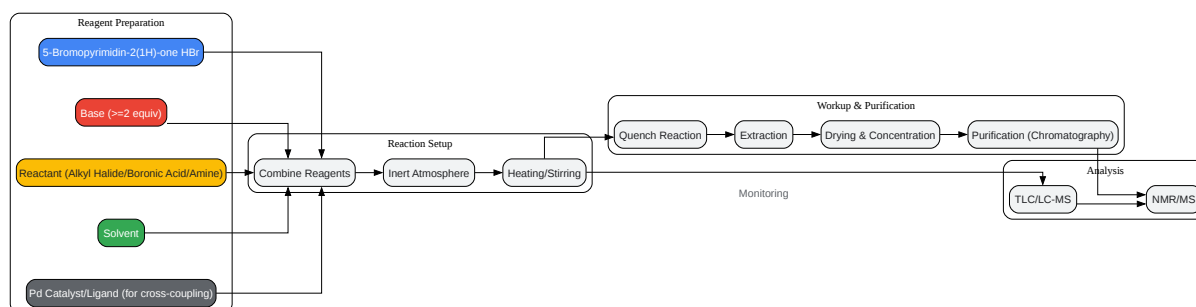 Reagent Preparation
5-Bromopyrimidin-2(1H)-one HBr
Base (>=2 equiv)
Reactant (Alkyl Halide/Boronic Acid/Amine)
Solvent
Pd Catalyst/Ligand (for cross-coupling)
Reaction Setup
Combine Reagents
Inert Atmosphere
Heating/Stirring
Workup & Purification
Quench Reaction
Extraction
Drying & Concentration
Purification (Chromatography)
Monitoring
Analysis
TLC/LC-MS
NMR/MS